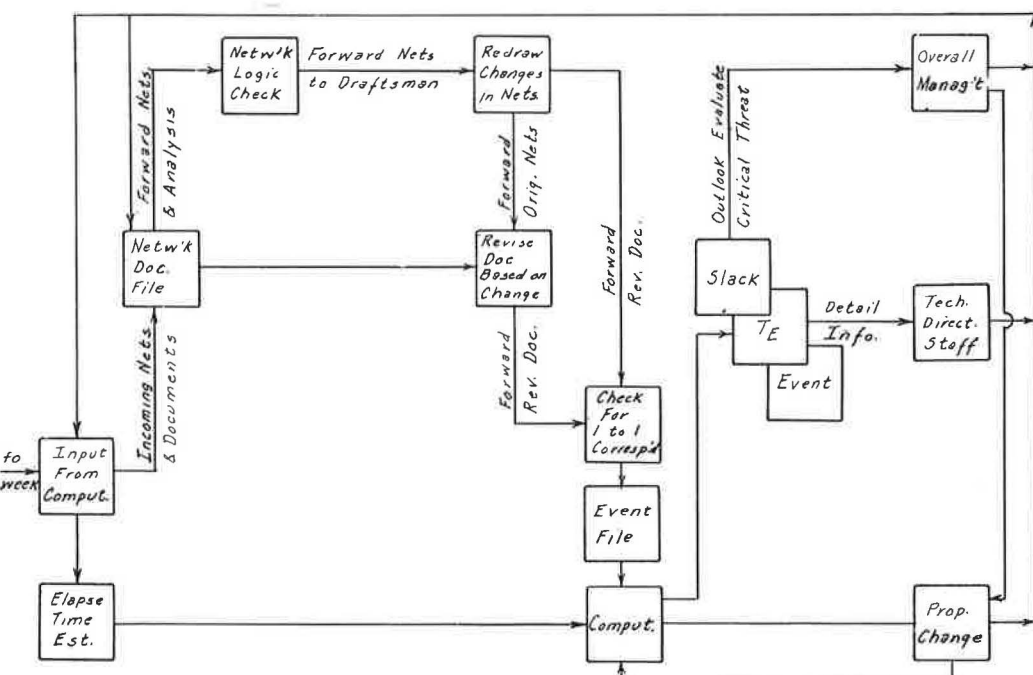 Netw'k
Logic
Check
Forward Nets
to Draftsman
Redraw
Changes
In Nets
Overall
Manag't
Forward Nets
& Analysis
Forward
Orig. Nets
Forward
Rev. Doc.
Outlook Evaluate
Critical Threat
Netw'k
Doc.
File
Revise
Doc
Based on
Change
Slack
TE
Event
Detail
Info.
Tech.
Direct.
Staff
Incoming Nets
& Documents
Forward
Rev. Doc.
Check
For
1 to 1
Corresp'd
to
week
Input
From
Comput.
Event
File
Elapse
Time
Est.
Comput.
Prop.
Change